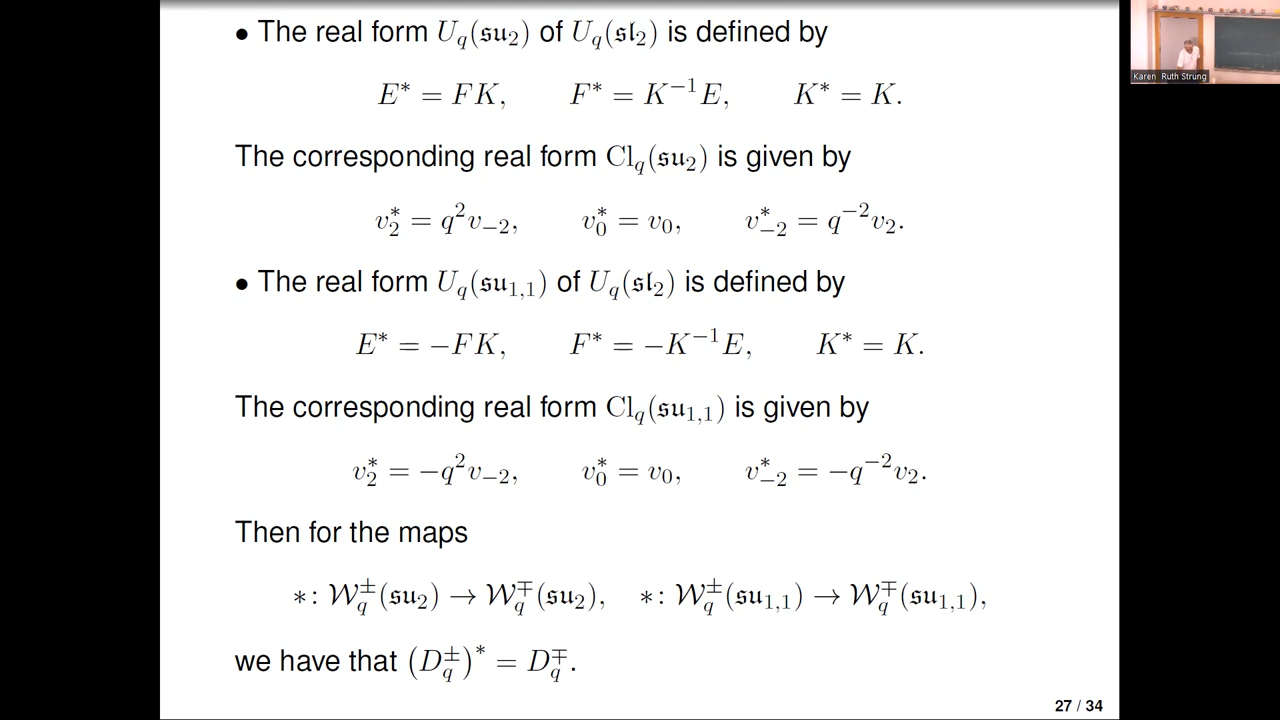 • The real form $U_q(\mathfrak{su}_2)$ of $U_q(\mathfrak{sl}_2)$ is defined by
$E^* = FK, \quad F^* = K^{-1}E, \quad K^* = K.$
The corresponding real form $\mathrm{Cl}_q(\mathfrak{su}_2)$ is given by
$v_2^* = q^2 v_{-2}, \quad v_0^* = v_0, \quad v_{-2}^* = q^{-2} v_2.$
• The real form $U_q(\mathfrak{su}_{1,1})$ of $U_q(\mathfrak{sl}_2)$ is defined by
$E^* = -FK, \quad F^* = -K^{-1}E, \quad K^* = K.$
The corresponding real form $\mathrm{Cl}_q(\mathfrak{su}_{1,1})$ is given by
$v_2^* = -q^2 v_{-2}, \quad v_0^* = v_0, \quad v_{-2}^* = -q^{-2} v_2.$
Then for the maps
$*: \mathcal{W}_q^{\pm}(\mathfrak{su}_2) \to \mathcal{W}_q^{\mp}(\mathfrak{su}_2), \quad *: \mathcal{W}_q^{\pm}(\mathfrak{su}_{1,1}) \to \mathcal{W}_q^{\mp}(\mathfrak{su}_{1,1}),$
we have that $(D_q^{\pm})^* = D_q^{\mp}.$
27 / 34
Karen Ruth Strung